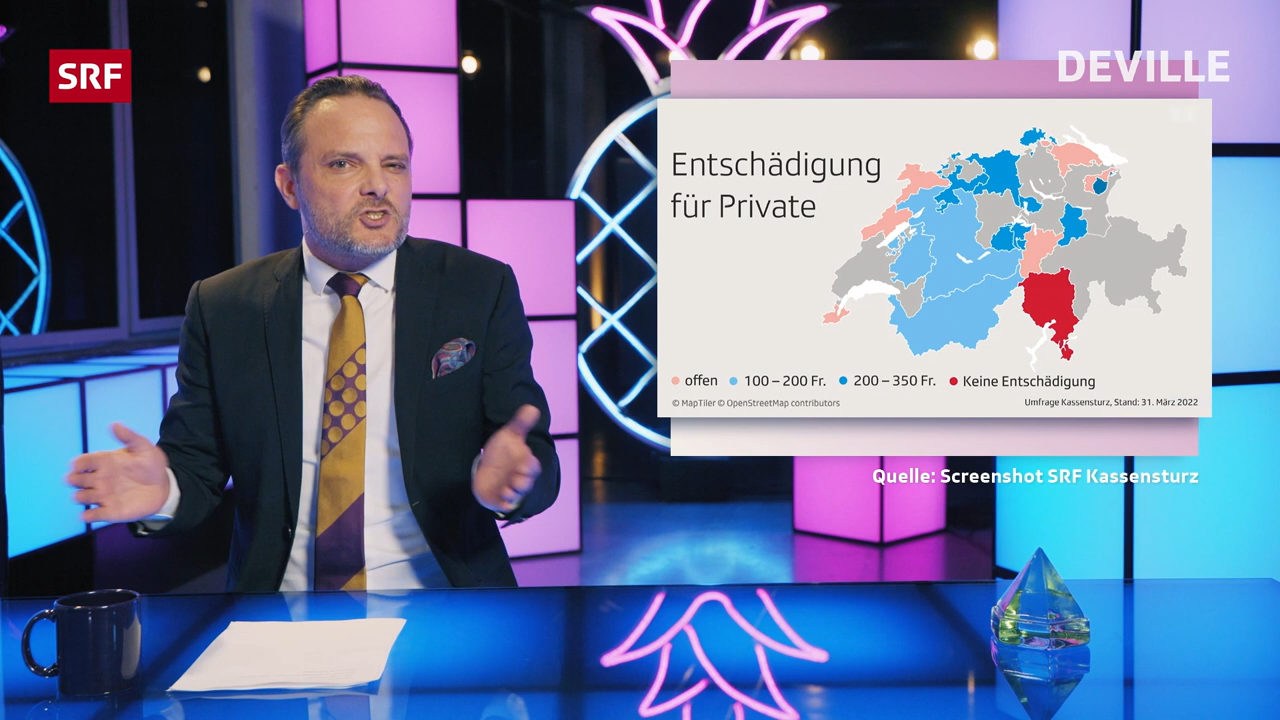 SRF
DEVILLE
Entschädigung
für Private
offen
100 – 200 Fr.
200 – 350 Fr.
Keine Entschädigung
© MapTiler © OpenStreetMap contributors
Umfrage Kassensturz, Stand: 31. März 2022
Quelle: Screenshot SRF Kassensturz